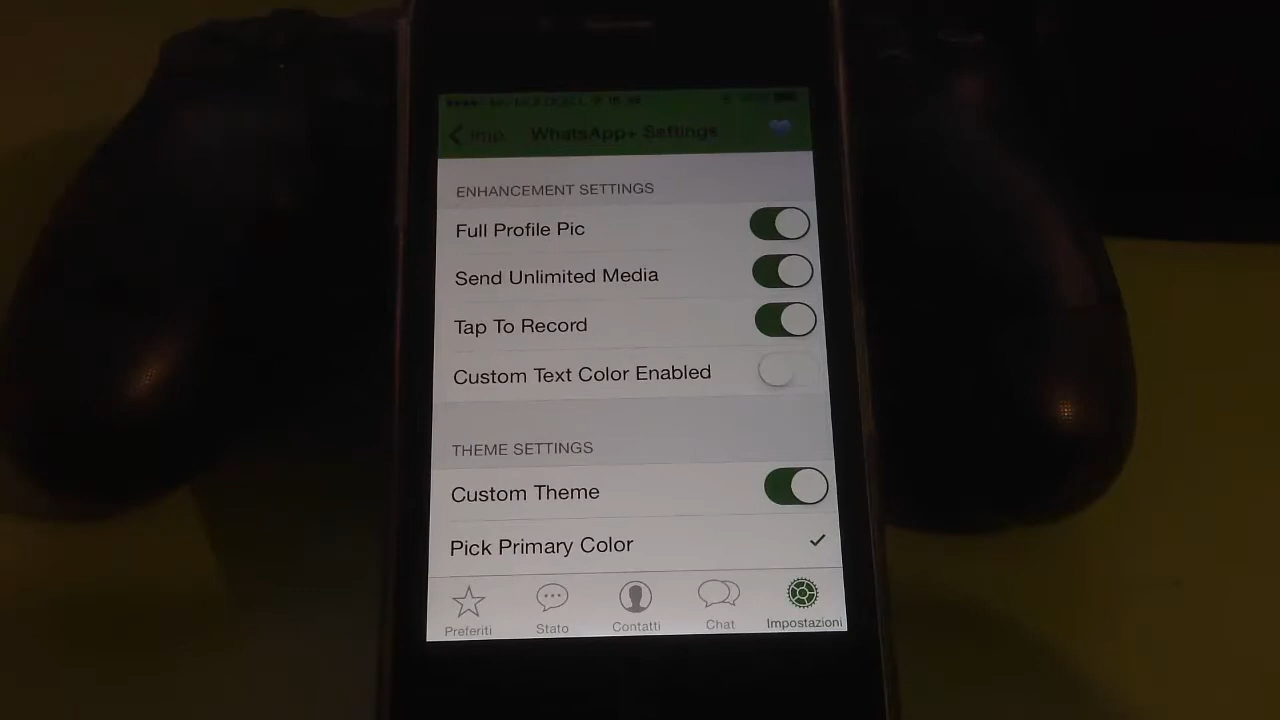 Imp. WhatsApp+ Settings
ENHANCEMENT SETTINGS
Full Profile Pic
Send Unlimited Media
Tap To Record
Custom Text Color Enabled
THEME SETTINGS
Custom Theme
Pick Primary Color
Preferiti Stato Contatti Chat Impostazioni